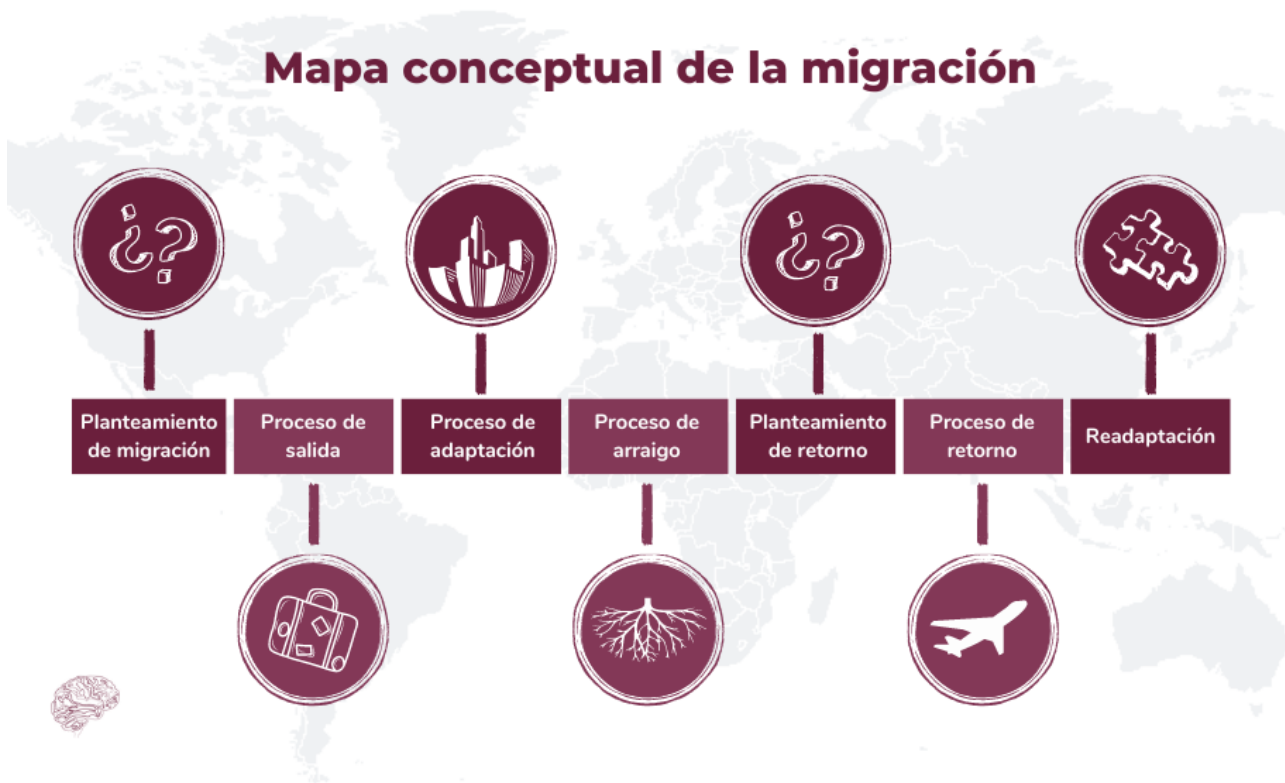 Mapa conceptual de la migración
¿?
¿?
Planteamiento
de migración
Proceso de
salida
Proceso de
adaptación
Proceso de
arraigo
Planteamiento
de retorno
Proceso de
retorno
Readaptación